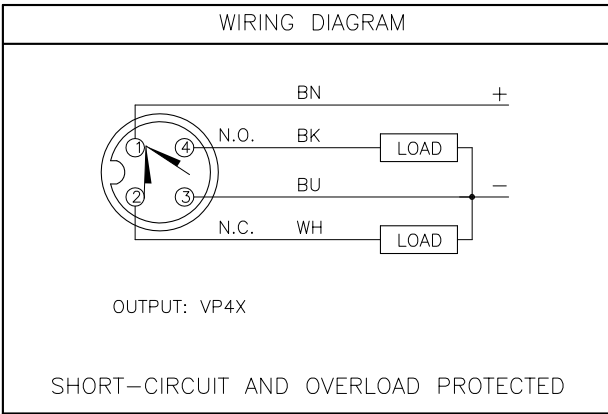 WIRING DIAGRAM
BN +
1 4 N.O. BK LOAD
2 3 BU −
N.C. WH LOAD
OUTPUT: VP4X
SHORT−CIRCUIT AND OVERLOAD PROTECTED